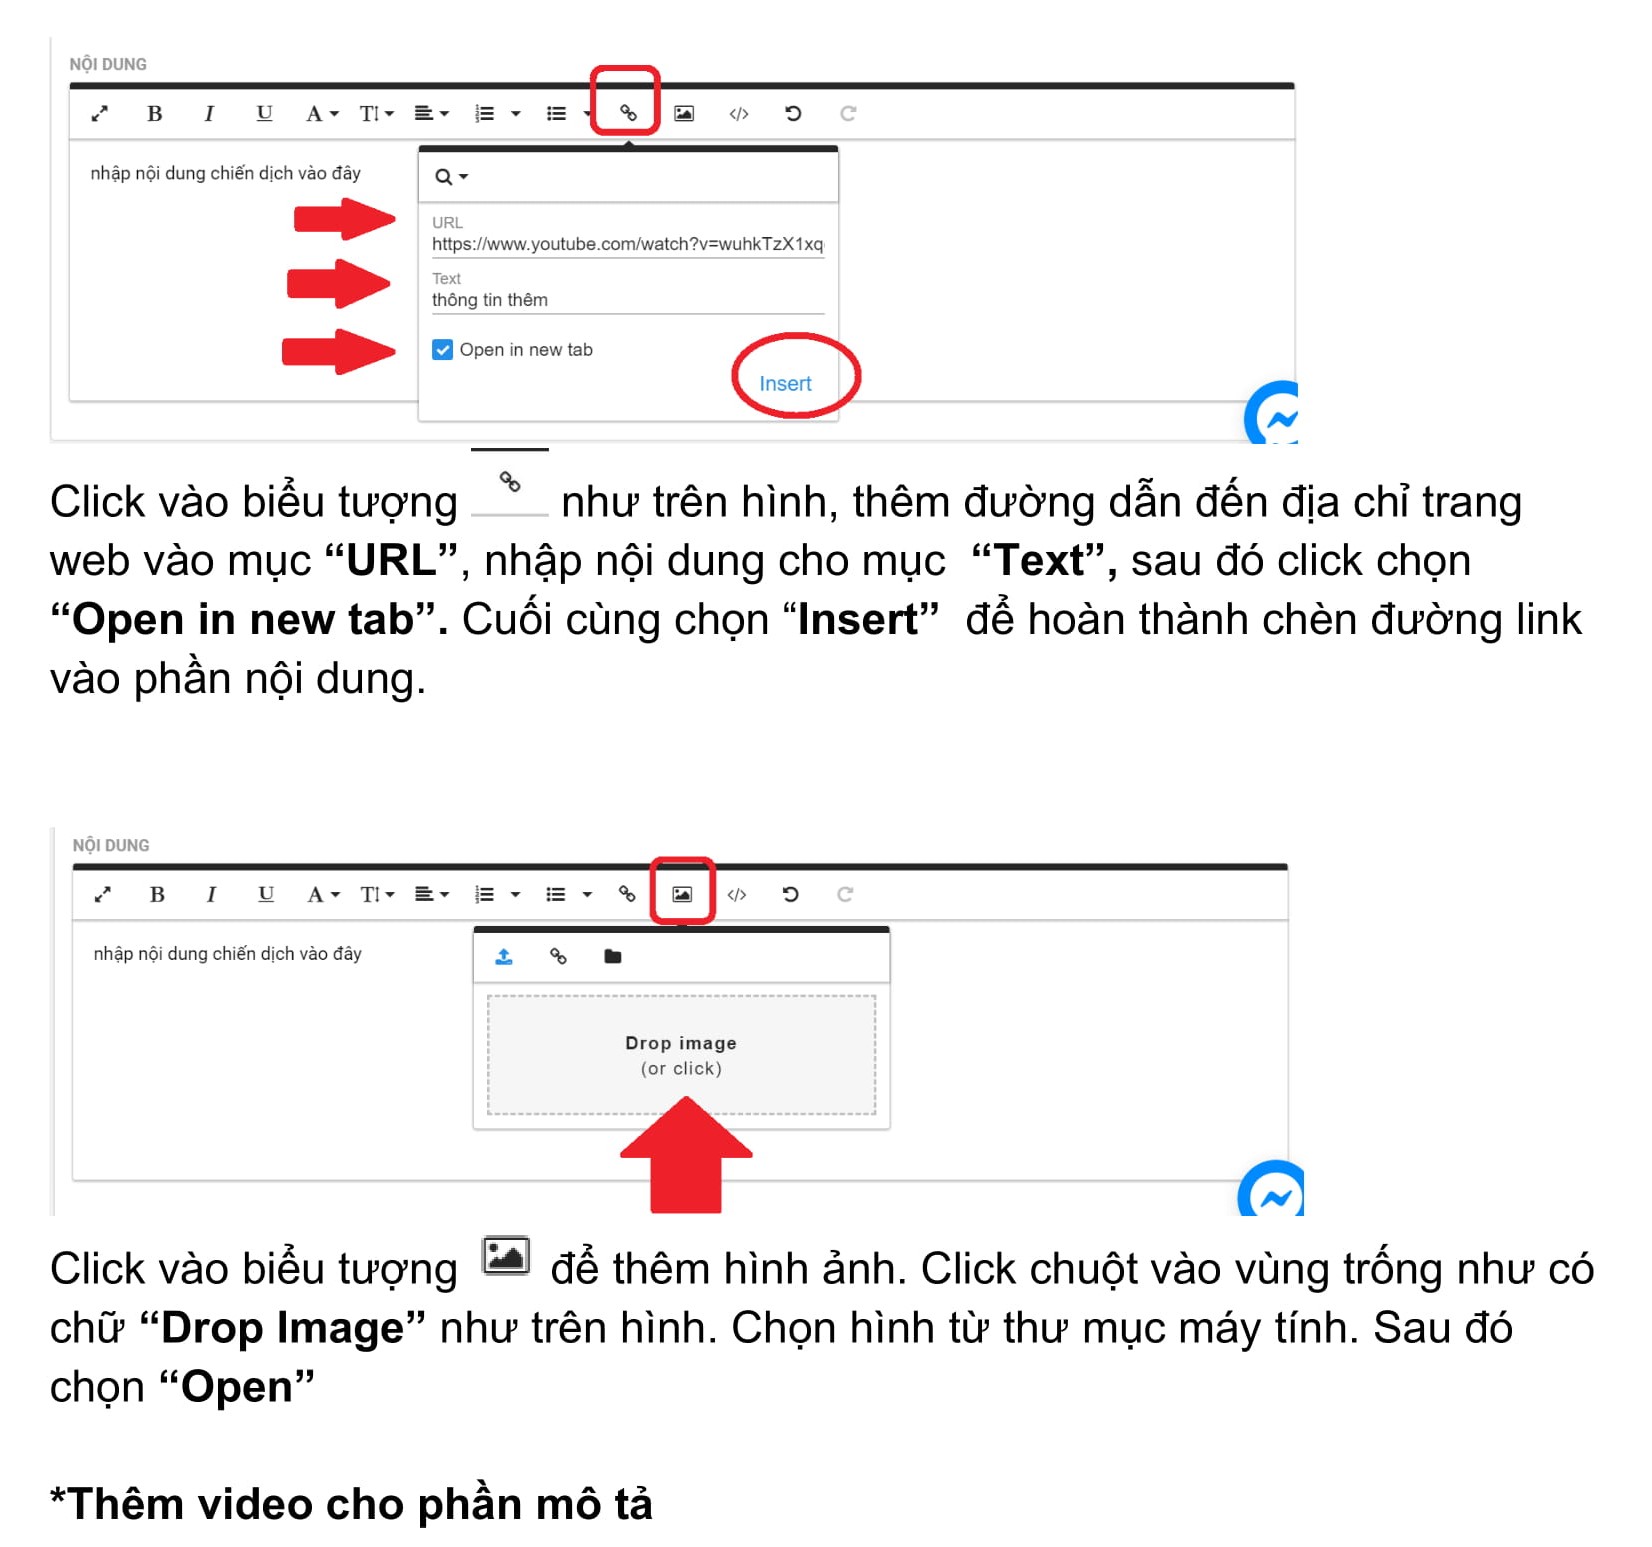 NỘI DUNG
B I U A TI </>
nhập nội dung chiến dịch vào đây
URL
https://www.youtube.com/watch?v=wuhkTzX1xq
Text
thông tin thêm
Open in new tab
Insert
Click vào biểu tượng như trên hình, thêm đường dẫn đến địa chỉ trang
web vào mục “URL”, nhập nội dung cho mục “Text”, sau đó click chọn
“Open in new tab”. Cuối cùng chọn “Insert” để hoàn thành chèn đường link
vào phần nội dung.
NỘI DUNG
B I U A TI </>
nhập nội dung chiến dịch vào đây
Drop image
(or click)
Click vào biểu tượng để thêm hình ảnh. Click chuột vào vùng trống như có
chữ “Drop Image” như trên hình. Chọn hình từ thư mục máy tính. Sau đó
chọn “Open”
*Thêm video cho phần mô tả